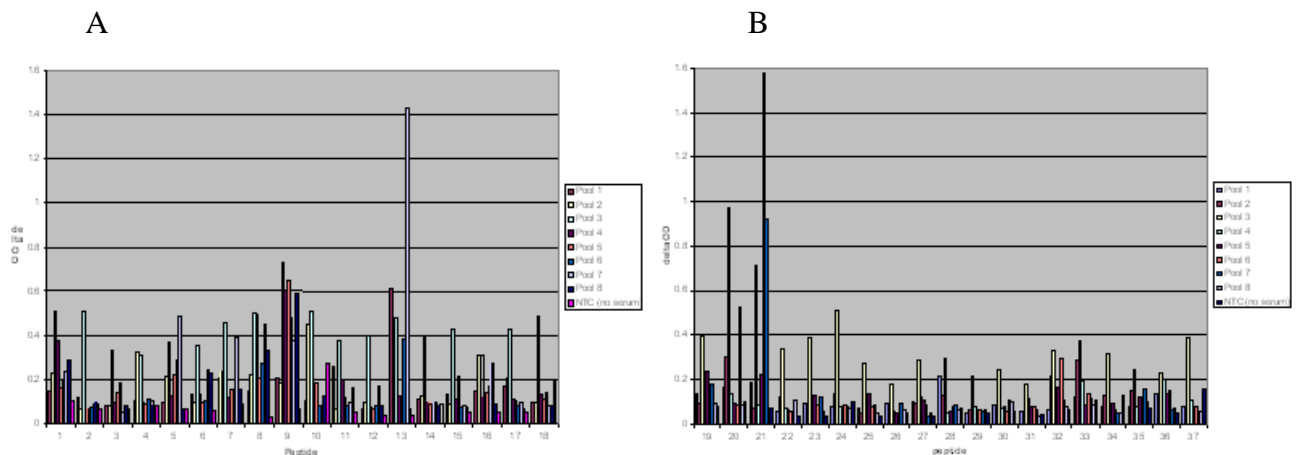 A
B
1.6
1.4
1.2
1
0.8
0.6
0.4
0.2
0
1 2 3 4 5 6 7 8 9 10 11 12 13 14 15 16 17 18
Peptide
Pool 1
Pool 2
Pool 3
Pool 4
Pool 5
Pool 6
Pool 7
Pool 8
NTC (no serum)
delta OD
1.6
1.4
1.2
1
0.8
0.6
0.4
0.2
0
19 20 21 22 23 24 25 26 27 28 29 30 31 32 33 34 35 36 37
peptide
Pool 1
Pool 2
Pool 3
Pool 4
Pool 5
Pool 6
Pool 7
Pool 8
NTC (no serum)